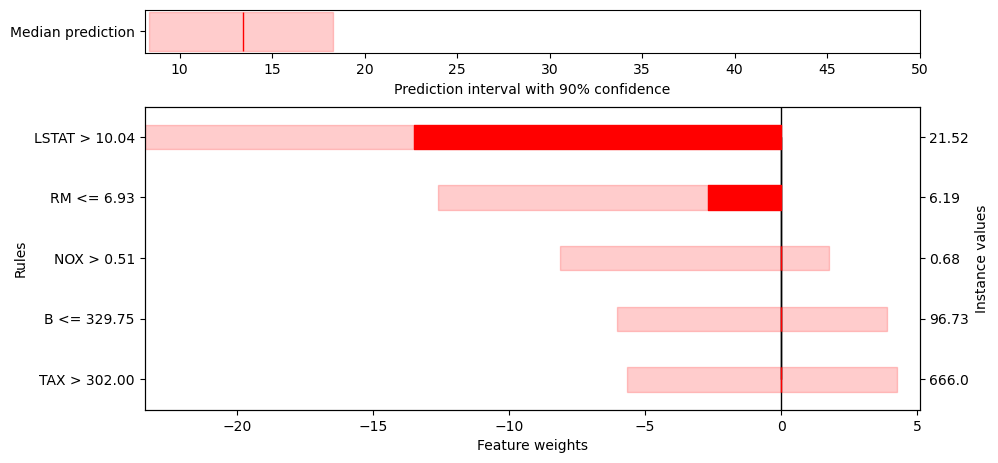 Median prediction
10 15 20 25 30 35 40 45 50
Prediction interval with 90% confidence
LSTAT > 10.04 21.52
RM <= 6.93 6.19
NOX > 0.51 0.68
B <= 329.75 96.73
TAX > 302.00 666.0
Rules
Instance values
−20 −15 −10 −5 0 5
Feature weights